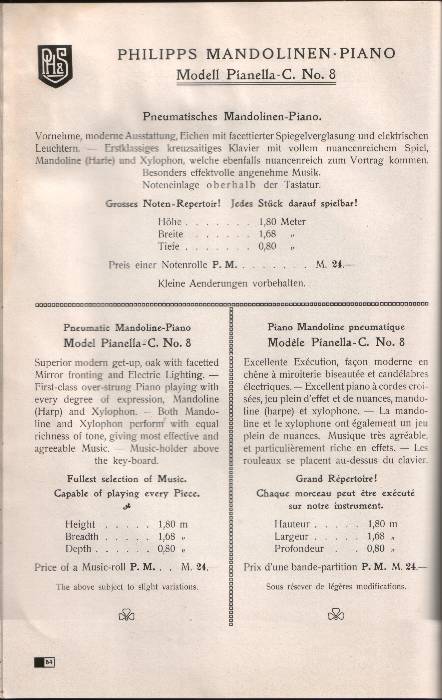 PHS
PHILIPPS MANDOLINEN-PIANO
Modell Pianella-C. No. 8
Pneumatisches Mandolinen-Piano.
Vornehme, moderne Ausstattung, Eichen mit facettierter Spiegelverglasung und elektrischen
Leuchtern. — Erstklassiges kreuzsaitiges Klavier mit vollem nuancenreichem Spiel,
Mandoline (Harfe) und Xylophon, welche ebenfalls nuancenreich zum Vortrag kommen.
Besonders effektvolle angenehme Musik.
Noteneinlage oberhalb der Tastatur.
Grosses Noten-Repertoir! Jedes Stück darauf spielbar!
Höhe . . . . . . . 1,80 Meter
Breite . . . . . . 1,68 „
Tiefe . . . . . . . 0,80 „
Preis einer Notenrolle P. M. . . . . . . . M. 24.—
Kleine Aenderungen vorbehalten.
Pneumatic Mandoline-Piano
Model Pianella-C. No. 8
Superior modern get-up, oak with facetted
Mirror fronting and Electric Lighting. —
First-class over-strung Piano playing with
every degree of expression, Mandoline
(Harp) and Xylophon. — Both Mando-
line and Xylophon perform with equal
richness of tone, giving most effective and
agreeable Music. — Music-holder above
the key-board.
Fullest selection of Music.
Capable of playing every Piece.
Height . . . . . 1,80 m
Breadth . . . . . 1,68 „
Depth . . . . . . 0,80 „
Price of a Music-roll P. M. . . M. 24.
The above subject to slight variations.
Piano Mandoline pneumatique
Modèle Pianella-C. No. 8
Excellente Exécution, façon moderne en
chêne à miroiterie biseautée et candélabres
électriques. — Excellent piano à cordes croi-
sées, jeu plein d'effet et de nuances, mando-
line (harpe) et xylophone. — La mando-
line et le xylophone ont également un jeu
plein de nuances. Musique très agréable,
et particulièrement riche en effets. — Les
rouleaux se placent au-dessus du clavier.
Grand Répertoire!
Chaque morceau peut être exécuté
sur notre instrument.
Hauteur . . . . . 1,80 m
Largeur . . . . . 1,68 „
Profondeur . . 0,80 „
Prix d'une bande-partition P. M. M. 24.—
Sous résever de légères modifications.
84